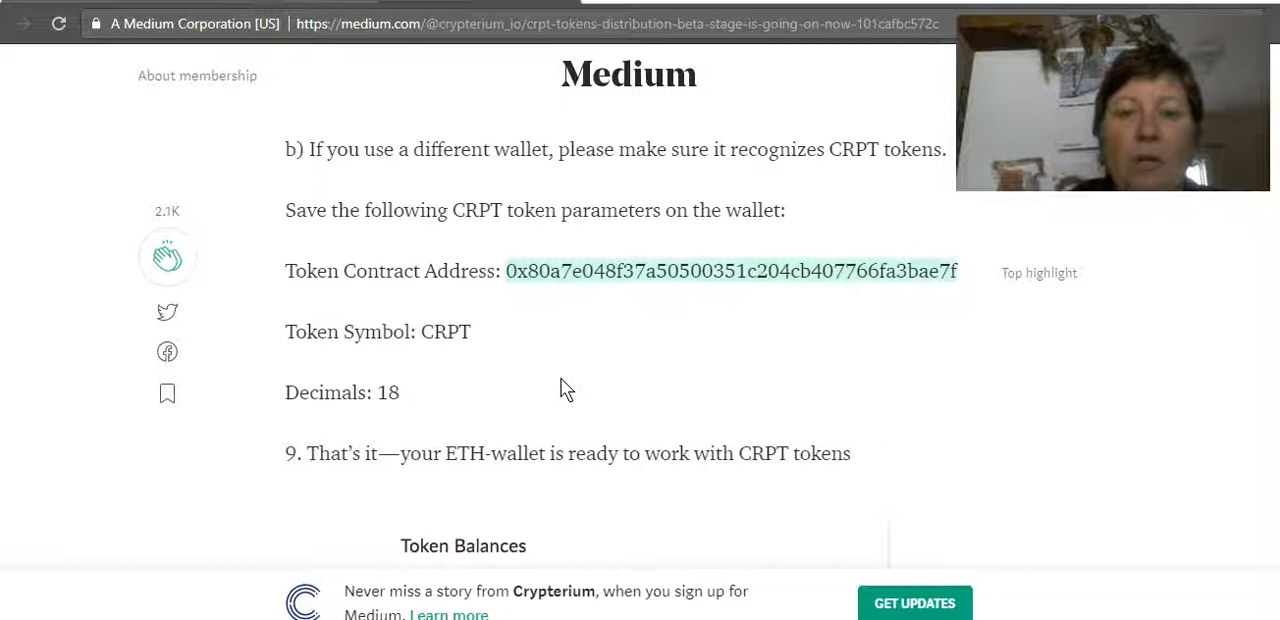 A Medium Corporation [US] | https://medium.com/@crypterium_io/crpt-tokens-distribution-beta-stage-is-going-on-now-101cafbc572c
About membership
Medium
b) If you use a different wallet, please make sure it recognizes CRPT tokens.
2.1K
Save the following CRPT token parameters on the wallet:
Token Contract Address: 0x80a7e048f37a50500351c204cb407766fa3bae7f
Top highlight
Token Symbol: CRPT
Decimals: 18
9. That’s it—your ETH-wallet is ready to work with CRPT tokens
Token Balances
Never miss a story from Crypterium, when you sign up for
Medium. Learn more
GET UPDATES